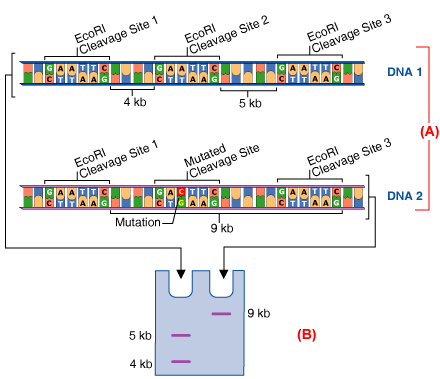 EcoRI
Cleavage Site 1
EcoRI
Cleavage Site 2
EcoRI
Cleavage Site 3
G A A T T C
G A A T T C
G A A T T C
C T T A A G
C T T A A G
C T T A A G
DNA 1
4 kb
5 kb
(A)
EcoRI
Cleavage Site 1
Mutated
Cleavage Site
EcoRI
Cleavage Site 3
G A A T T C
G A C T T C
G A A T T C
C T T A A G
C T G A A G
C T T A A G
DNA 2
Mutation
9 kb
9 kb
(B)
5 kb
4 kb